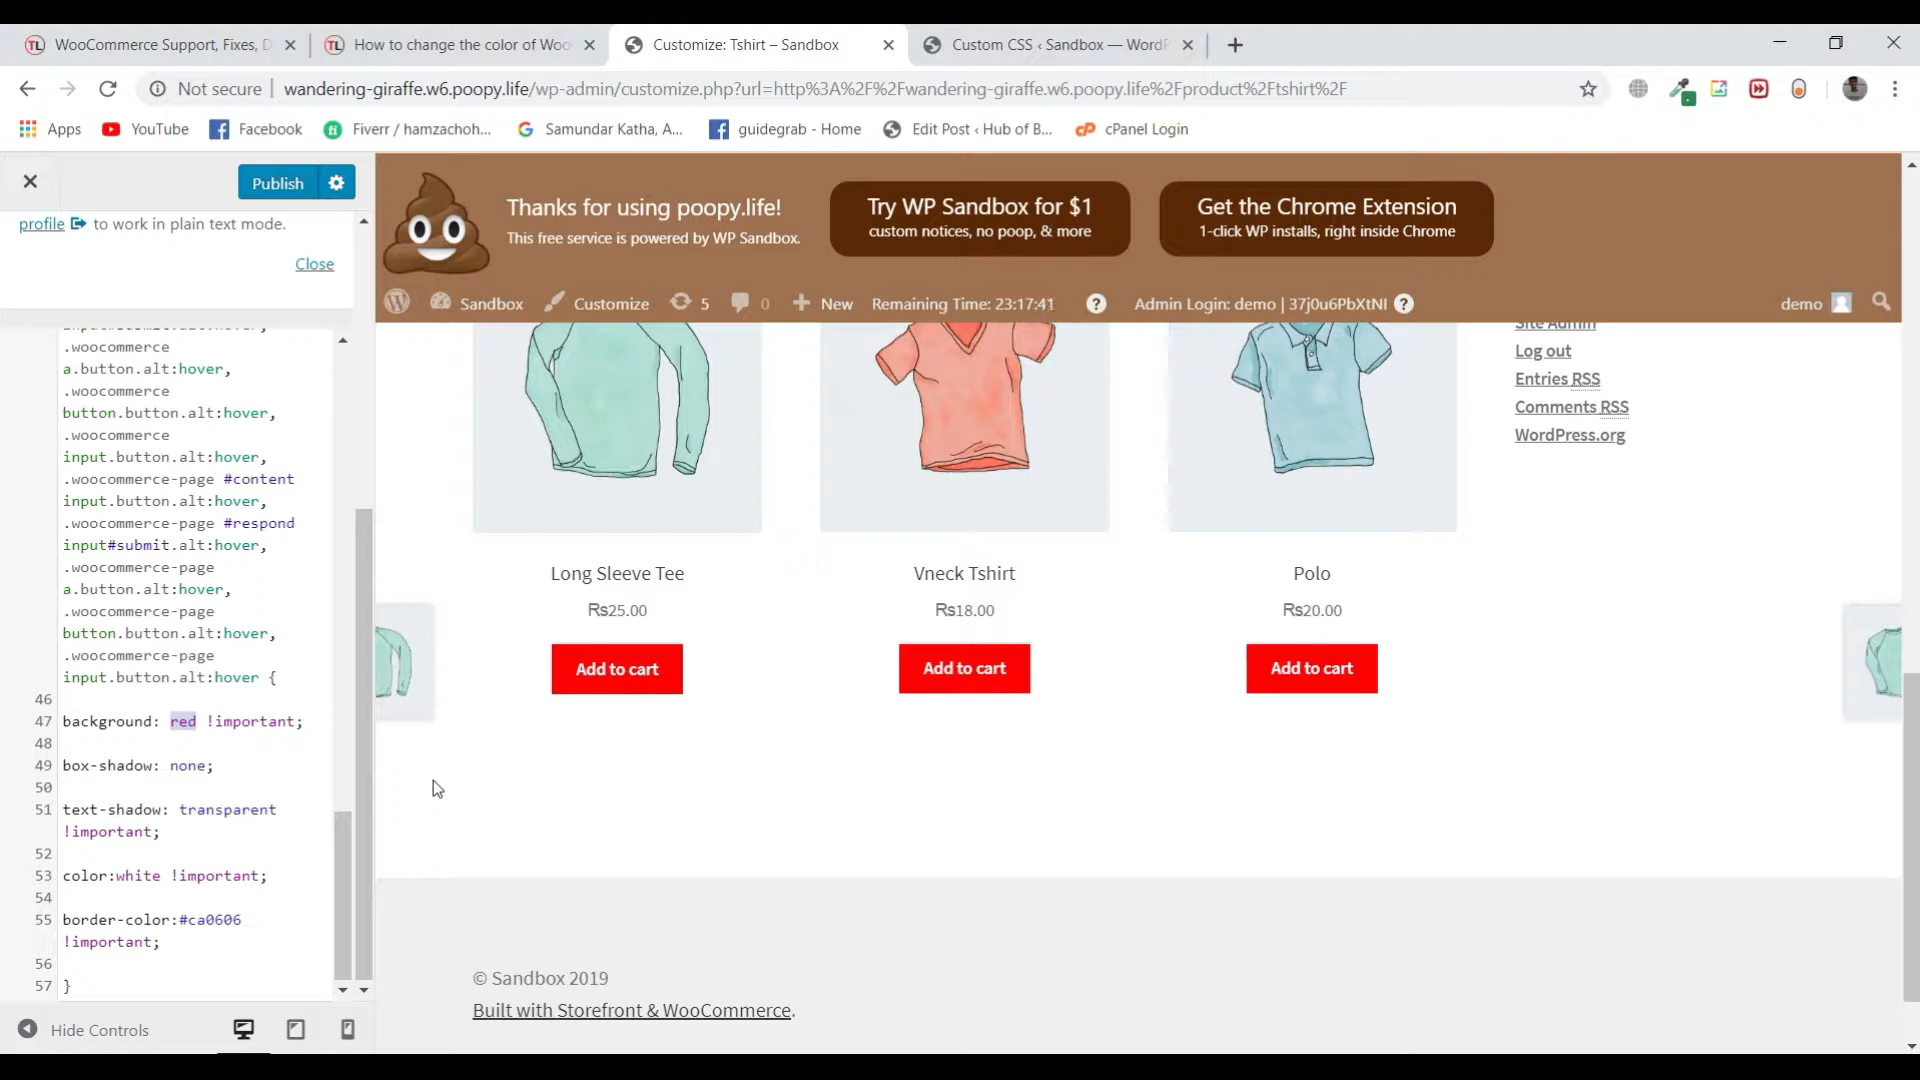 WooCommerce Support, Fixes, D
How to change the color of Woo
Customize: Tshirt – Sandbox
Custom CSS ‹ Sandbox — WordP
Not secure
wandering-giraffe.w6.poopy.life/wp-admin/customize.php?url=http%3A%2F%2Fwandering-giraffe.w6.poopy.life%2Fproduct%2Ftshirt%2F
Apps
YouTube
Facebook
Fiverr / hamzachoh...
Samundar Katha, A...
guidegrab - Home
Edit Post ‹ Hub of B...
cPanel Login
Publish
profile to work in plain text mode.
Close
Thanks for using poopy.life!
This free service is powered by WP Sandbox.
Try WP Sandbox for $1
custom notices, no poop, & more
Get the Chrome Extension
1-click WP installs, right inside Chrome
Sandbox
Customize
5
0
New
Remaining Time: 23:17:41
Admin Login: demo | 37j0u6PbXtNI
demo
input#submit.alt:hover,
.woocommerce
a.button.alt:hover,
.woocommerce
button.button.alt:hover,
.woocommerce
input.button.alt:hover,
.woocommerce-page #content
input.button.alt:hover,
.woocommerce-page #respond
input#submit.alt:hover,
.woocommerce-page
a.button.alt:hover,
.woocommerce-page
button.button.alt:hover,
.woocommerce-page
input.button.alt:hover {
46
47 background: red !important;
48
49 box-shadow: none;
50
51 text-shadow: transparent
!important;
52
53 color:white !important;
54
55 border-color:#ca0606
!important;
56
57 }
Hide Controls
Site Admin
Log out
Entries RSS
Comments RSS
WordPress.org
Long Sleeve Tee
₨25.00
Add to cart
Vneck Tshirt
₨18.00
Add to cart
Polo
₨20.00
Add to cart
© Sandbox 2019
Built with Storefront & WooCommerce.